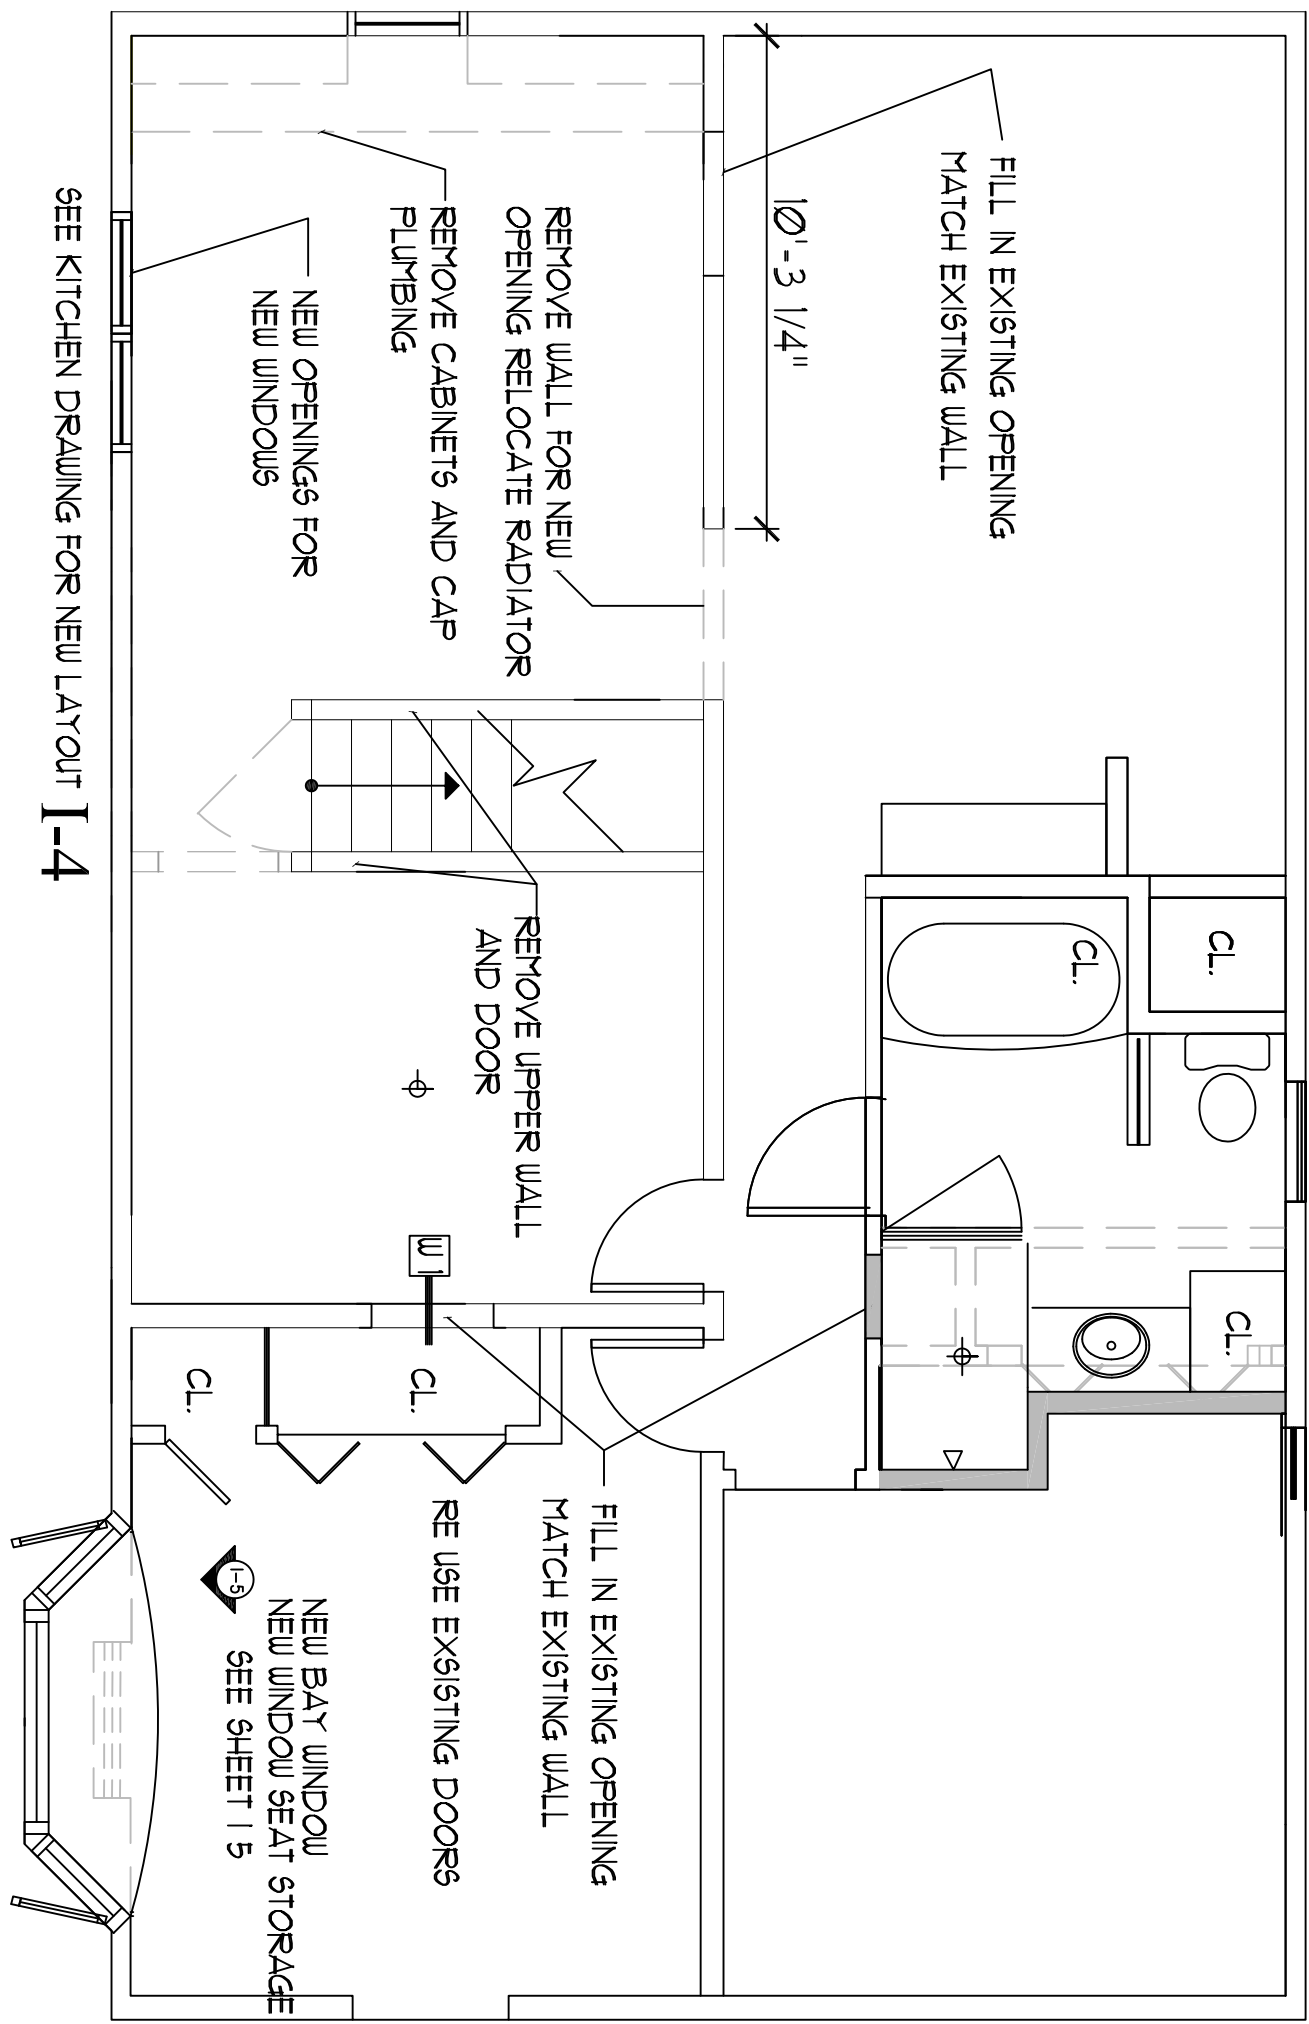 FILL IN EXISTING OPENING
MATCH EXISTING WALL
10'-3 1/4"
REMOVE WALL FOR NEW
OPENING RELOCATE RADIATOR
REMOVE CABINETS AND CAP
PLUMBING
NEW OPENINGS FOR
NEW WINDOWS
SEE KITCHEN DRAWING FOR NEW LAYOUT I-4
CL.
CL.
CL.
REMOVE UPPER WALL
AND DOOR
W 1
CL.
CL.
FILL IN EXISTING OPENING
MATCH EXISTING WALL
RE USE EXSISTING DOORS
I-5
NEW BAY WINDOW
NEW WINDOW SEAT STORAGE
SEE SHEET I 5